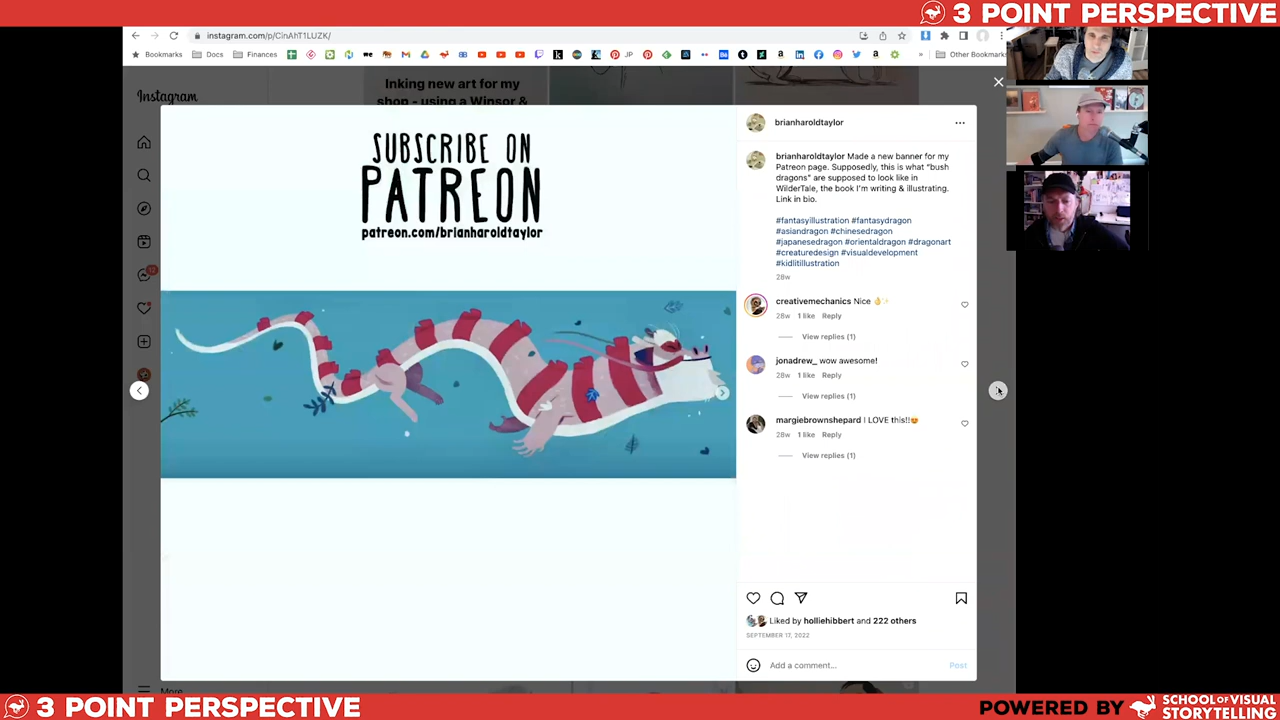 3 POINT PERSPECTIVE
instagram.com/p/CinAhT1LUZK/
Bookmarks
Docs
Finances
we
JP
Other Bookmarks
Instagram
Inking new art for my
shop - using a Winsor &
SUBSCRIBE ON
PATREON
patreon.com/brianharoldtaylor
brianharoldtaylor
brianharoldtaylor Made a new banner for my
Patreon page. Supposedly, this is what "bush
dragons" are supposed to look like in
WilderTale, the book I'm writing & illustrating.
Link in bio.
#fantasyillustration #fantasydragon
#asiandragon #chinesedragon
#japanesedragon #orientaldragon #dragonart
#creaturedesign #visualdevelopment
#kidlitillustration
28w
creativemechanics Nice 👌✨
28w 1 like Reply
View replies (1)
jonadrew_ wow awesome!
28w 1 like Reply
View replies (1)
margiebrownshepard I LOVE this!!😍
28w 1 like Reply
View replies (1)
Liked by holliehibbert and 222 others
SEPTEMBER 17, 2022
Add a comment...
Post
More
3 POINT PERSPECTIVE
POWERED BY
SCHOOL OF VISUAL
STORYTELLING